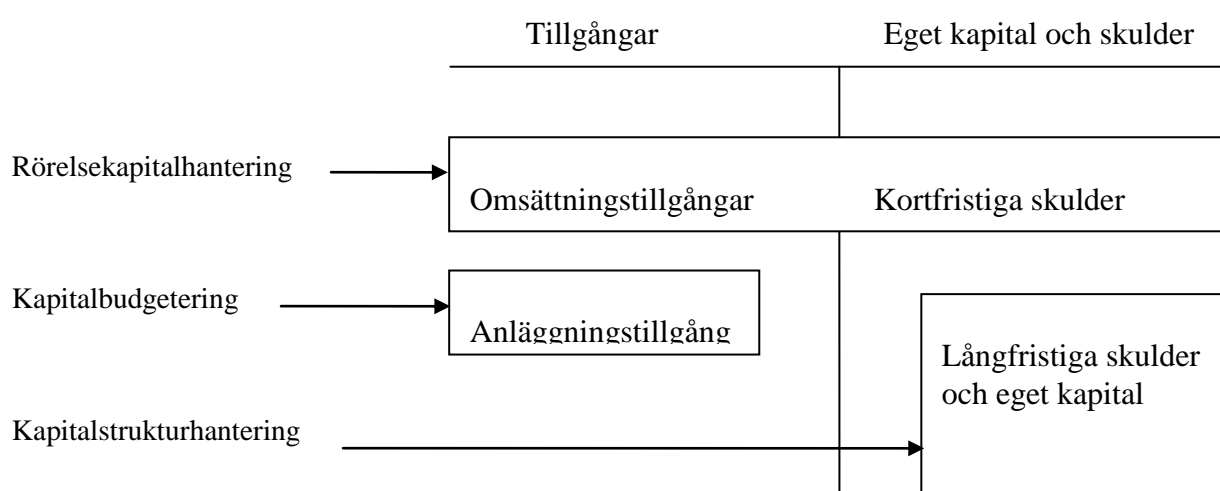 Tillgångar Eget kapital och skulder
Rörelsekapitalhantering
Omsättningstillgångar Kortfristiga skulder
Kapitalbudgetering
Anläggningstillgång
Långfristiga skulder
och eget kapital
Kapitalstrukturhantering